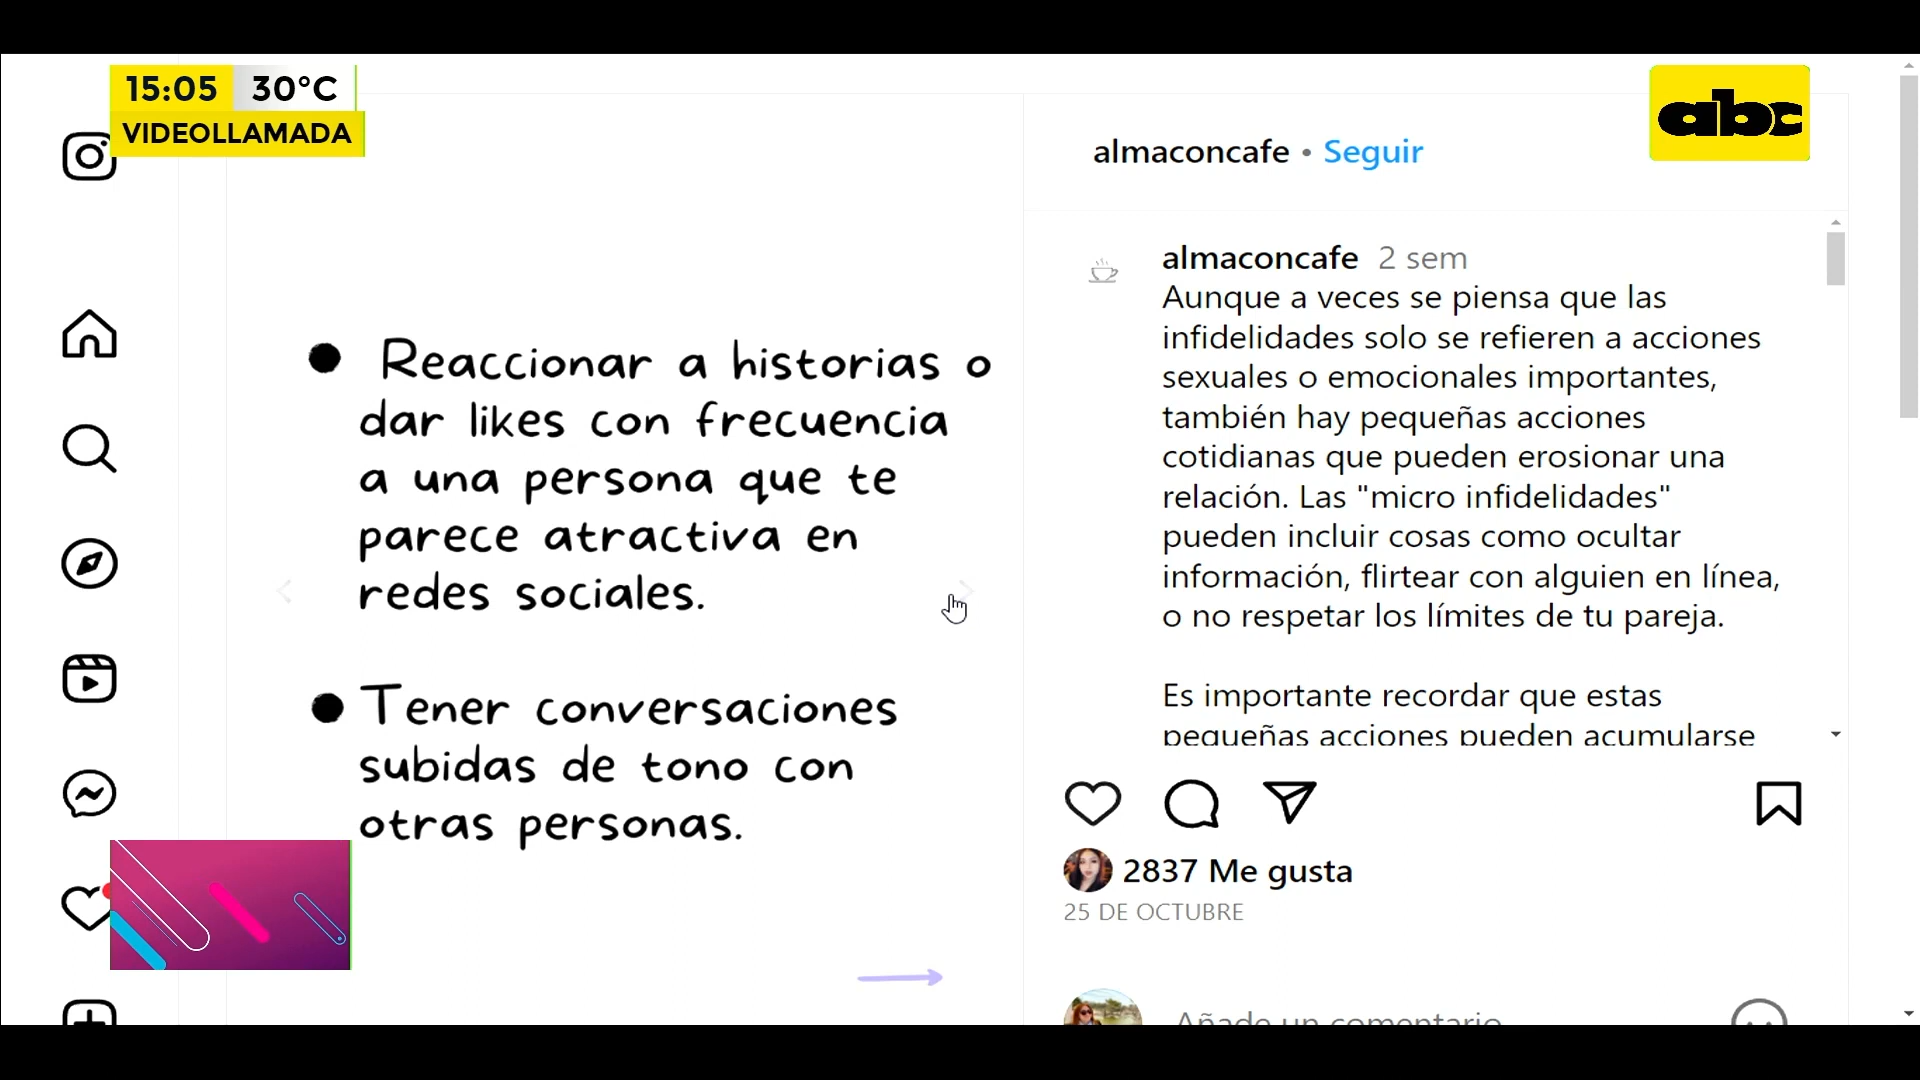 15:05 30°C
VIDEOLLAMADA
abc
● Reaccionar a historias o
dar likes con frecuencia
a una persona que te
parece atractiva en
redes sociales.
● Tener conversaciones
subidas de tono con
otras personas.
almaconcafe • Seguir
almaconcafe 2 sem
Aunque a veces se piensa que las
infidelidades solo se refieren a acciones
sexuales o emocionales importantes,
también hay pequeñas acciones
cotidianas que pueden erosionar una
relación. Las "micro infidelidades"
pueden incluir cosas como ocultar
información, flirtear con alguien en línea,
o no respetar los límites de tu pareja.
Es importante recordar que estas
pequeñas acciones pueden acumularse
2837 Me gusta
25 DE OCTUBRE
Añade un comentario